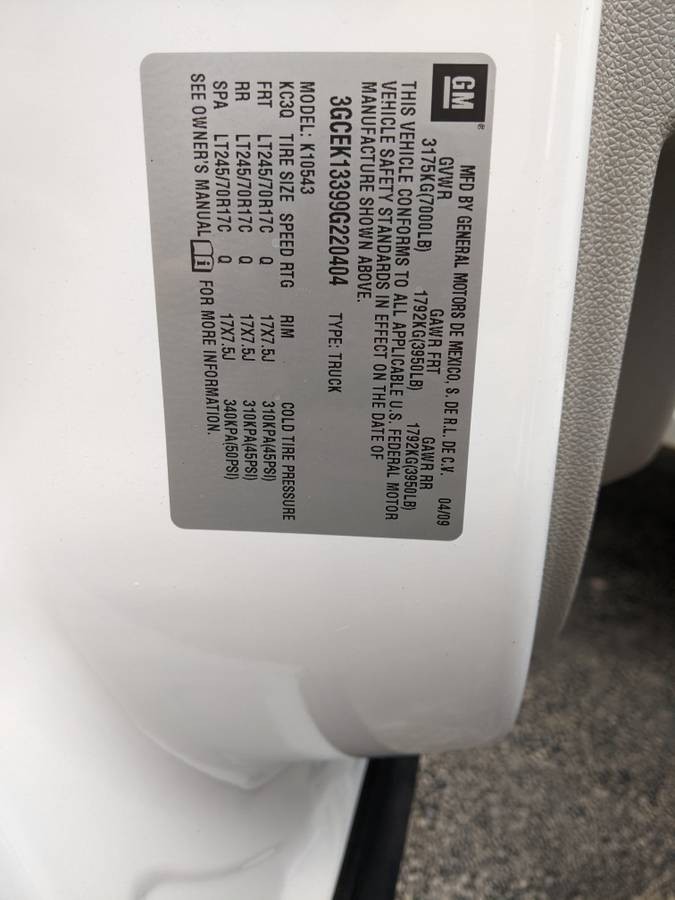 GM ®
MFD BY GENERAL MOTORS DE MEXICO, S. DE R.L. DE C.V. 04/09
GVWR GAWR FRT GAWR RR
3175KG(7000LB) 1792KG(3950LB) 1792KG(3950LB)
THIS VEHICLE CONFORMS TO ALL APPLICABLE U.S. FEDERAL MOTOR
VEHICLE SAFETY STANDARDS IN EFFECT ON THE DATE OF
MANUFACTURE SHOWN ABOVE.
3GCEK13399G220404 TYPE: TRUCK
MODEL: K10543
KC3Q TIRE SIZE SPEED RTG RIM COLD TIRE PRESSURE
FRT LT245/70R17C Q 17X7.5J 310KPA(45PSI)
RR LT245/70R17C Q 17X7.5J 310KPA(45PSI)
SPA LT245/70R17C Q 17X7.5J 340KPA(50PSI)
SEE OWNER'S MANUAL i FOR MORE INFORMATION.